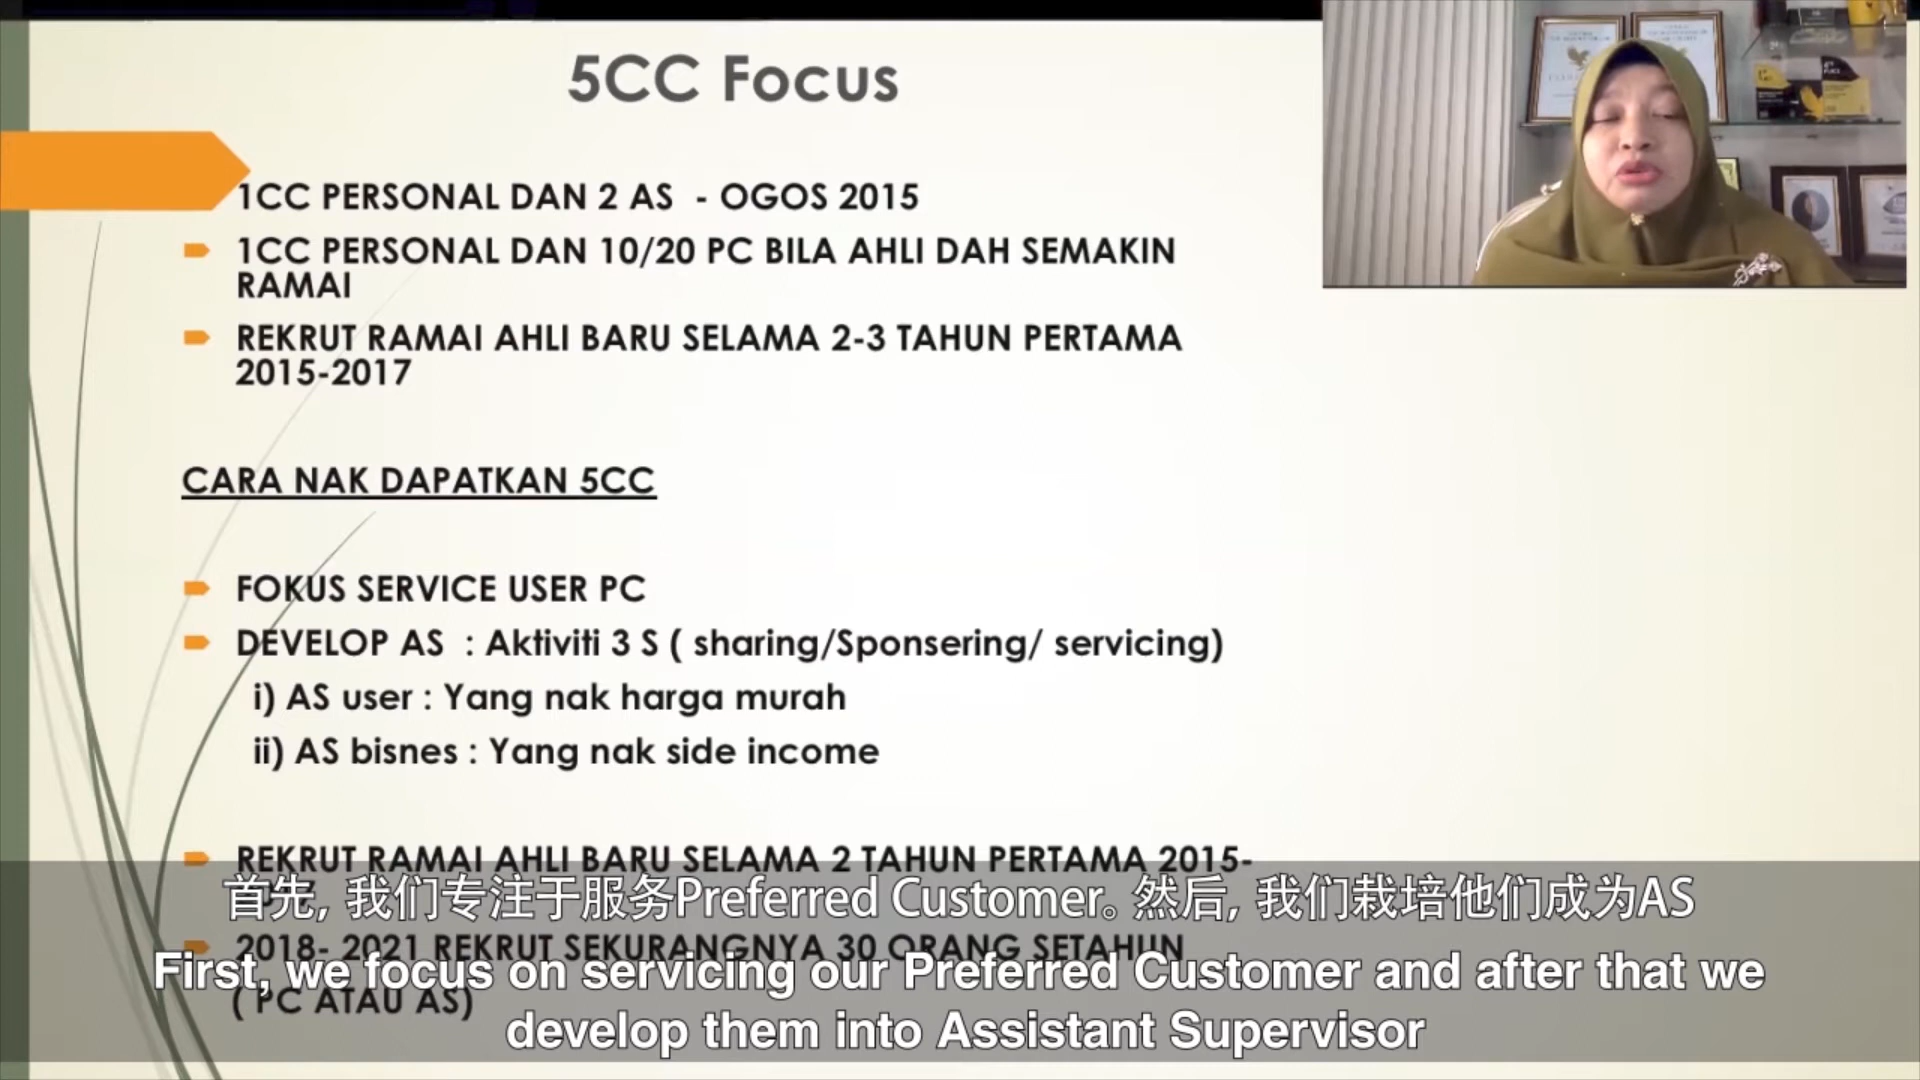 5CC Focus
1CC PERSONAL DAN 2 AS - OGOS 2015
1CC PERSONAL DAN 10/20 PC BILA AHLI DAH SEMAKIN
RAMAI
REKRUT RAMAI AHLI BARU SELAMA 2-3 TAHUN PERTAMA
2015-2017
CARA NAK DAPATKAN 5CC
FOKUS SERVICE USER PC
DEVELOP AS : Aktiviti 3 S ( sharing/Sponsering/ servicing)
i) AS user : Yang nak harga murah
ii) AS bisnes : Yang nak side income
REKRUT RAMAI AHLI BARU SELAMA 2 TAHUN PERTAMA 2015-
2018- 2021 REKRUT SEKURANGNYA 30 ORANG SETAHUN
( PC ATAU AS)
首先, 我们专注于服务Preferred Customer。然后, 我们栽培他们成为AS
First, we focus on servicing our Preferred Customer and after that we
develop them into Assistant Supervisor